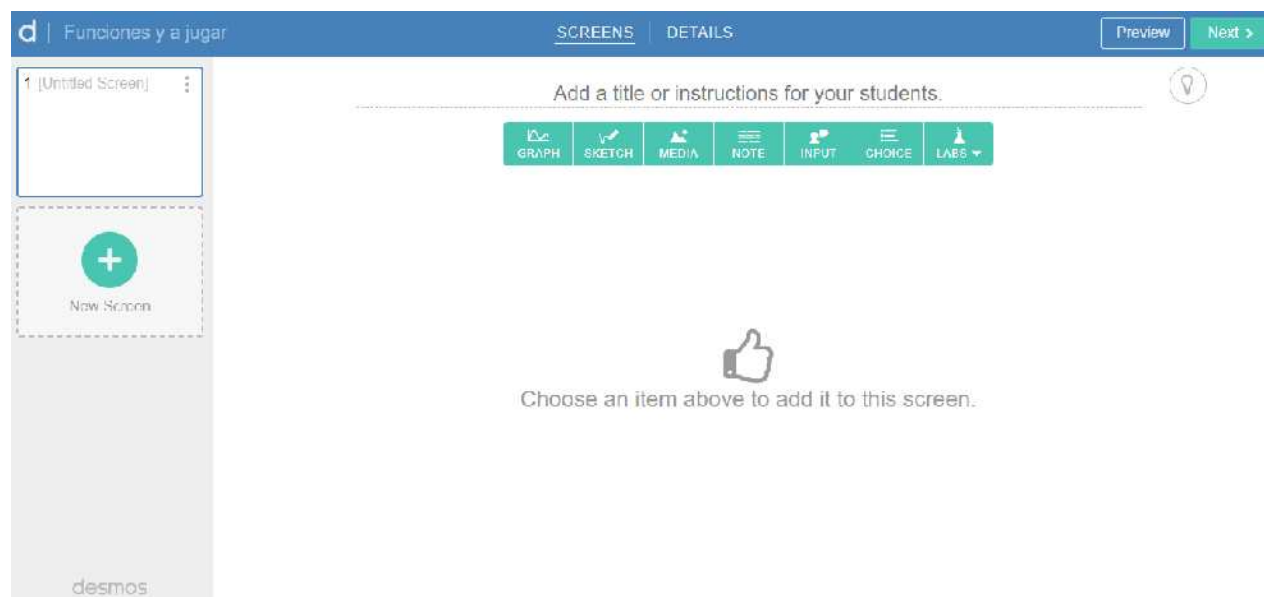 d | Funciones y a jugar
SCREENS | DETAILS
Preview
Next >
1 [Untitled Screen]
New Screen
desmos
Add a title or instructions for your students.
GRAPH SKETCH MEDIA NOTE INPUT CHOICE LABS
Choose an item above to add it to this screen.